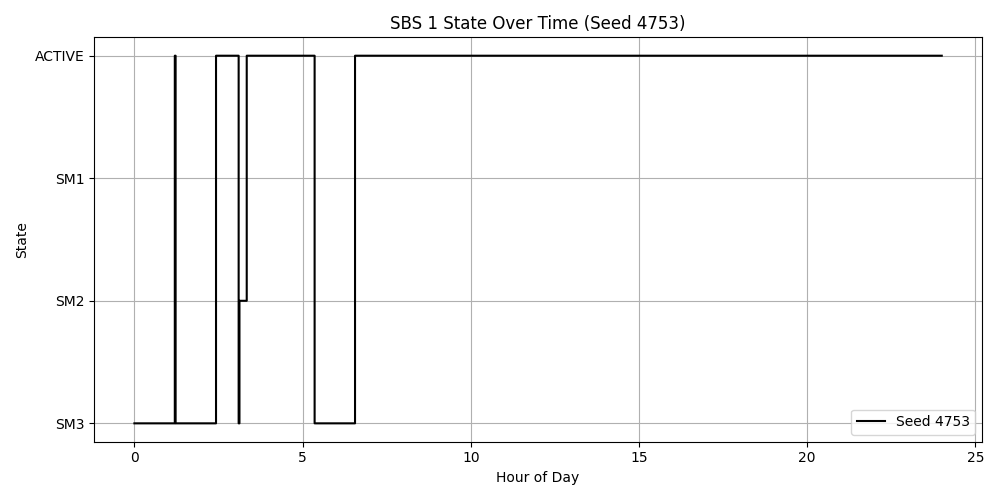 SBS 1 State Over Time (Seed 4753)
ACTIVE
SM1
SM2
SM3
State
0 5 10 15 20 25
Hour of Day
Seed 4753